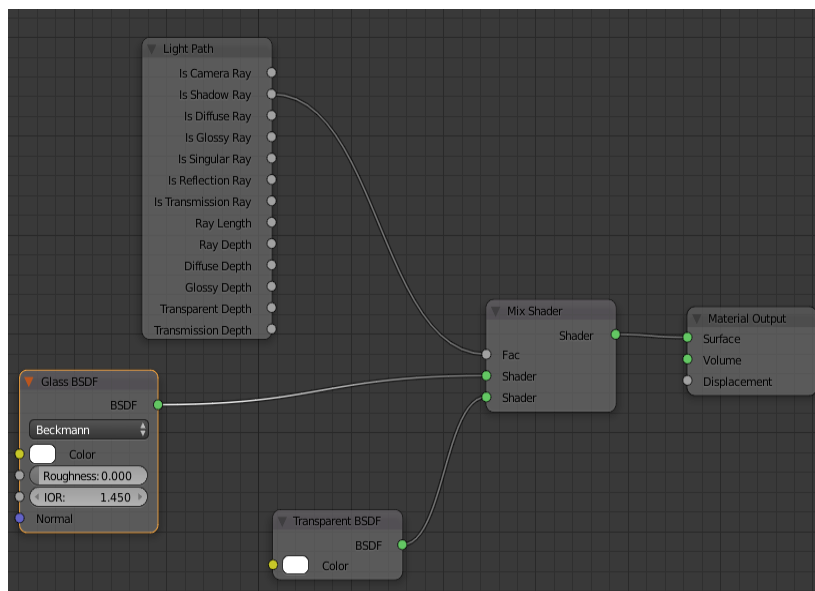 Light Path
Is Camera Ray
Is Shadow Ray
Is Diffuse Ray
Is Glossy Ray
Is Singular Ray
Is Reflection Ray
Is Transmission Ray
Ray Length
Ray Depth
Diffuse Depth
Glossy Depth
Transparent Depth
Transmission Depth
Mix Shader
Shader
Fac
Shader
Shader
Material Output
Surface
Volume
Displacement
Glass BSDF
BSDF
Beckmann
Color
Roughness: 0.000
IOR: 1.450
Normal
Transparent BSDF
BSDF
Color